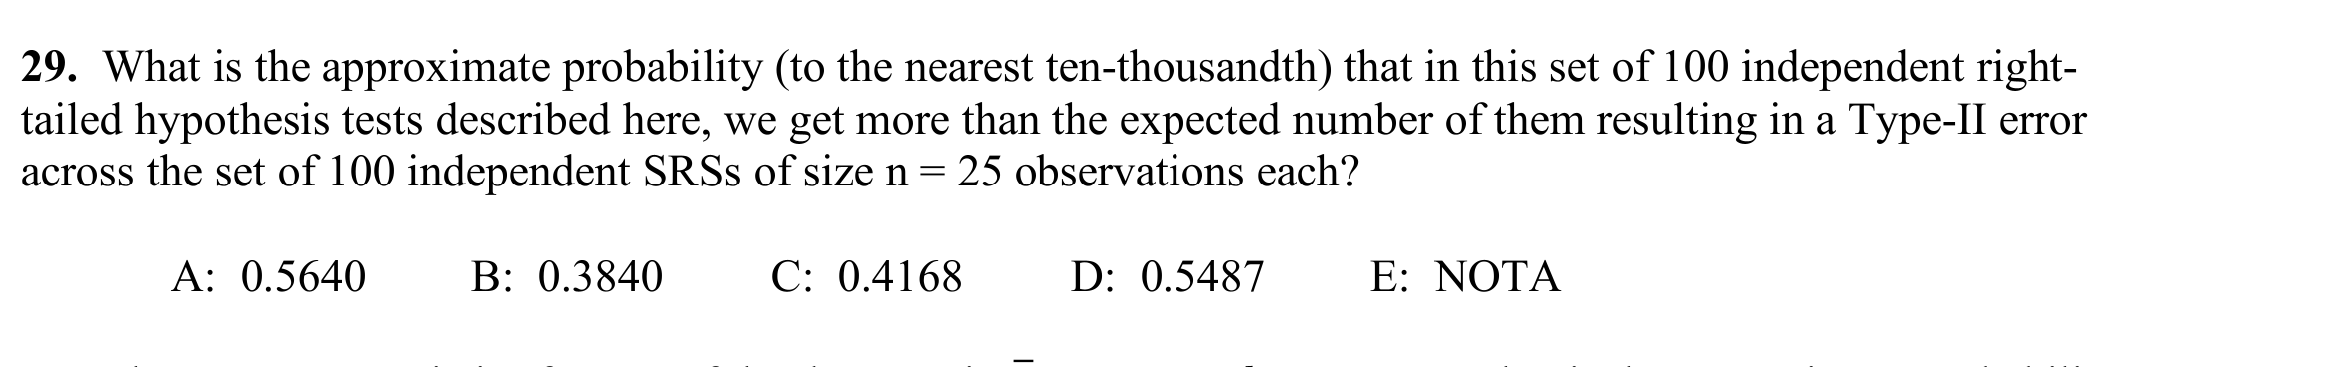 29. What is the approximate probability (to the nearest ten-thousandth) that in this set of 100 independent right-
tailed hypothesis tests described here, we get more than the expected number of them resulting in a Type-II error
across the set of 100 independent SRSs of size n = 25 observations each?
A: 0.5640 B: 0.3840 C: 0.4168 D: 0.5487 E: NOTA